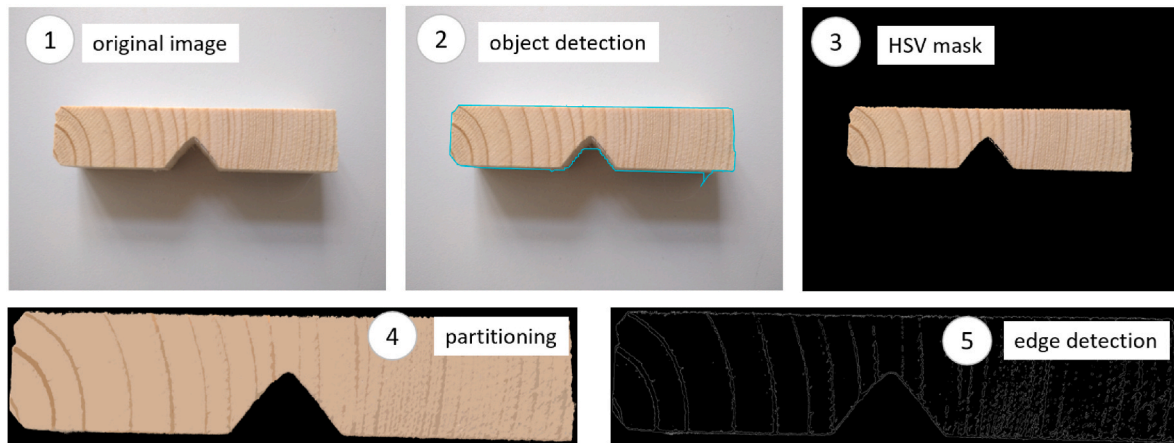 1 original image
2 object detection
3 HSV mask
4 partitioning
5 edge detection